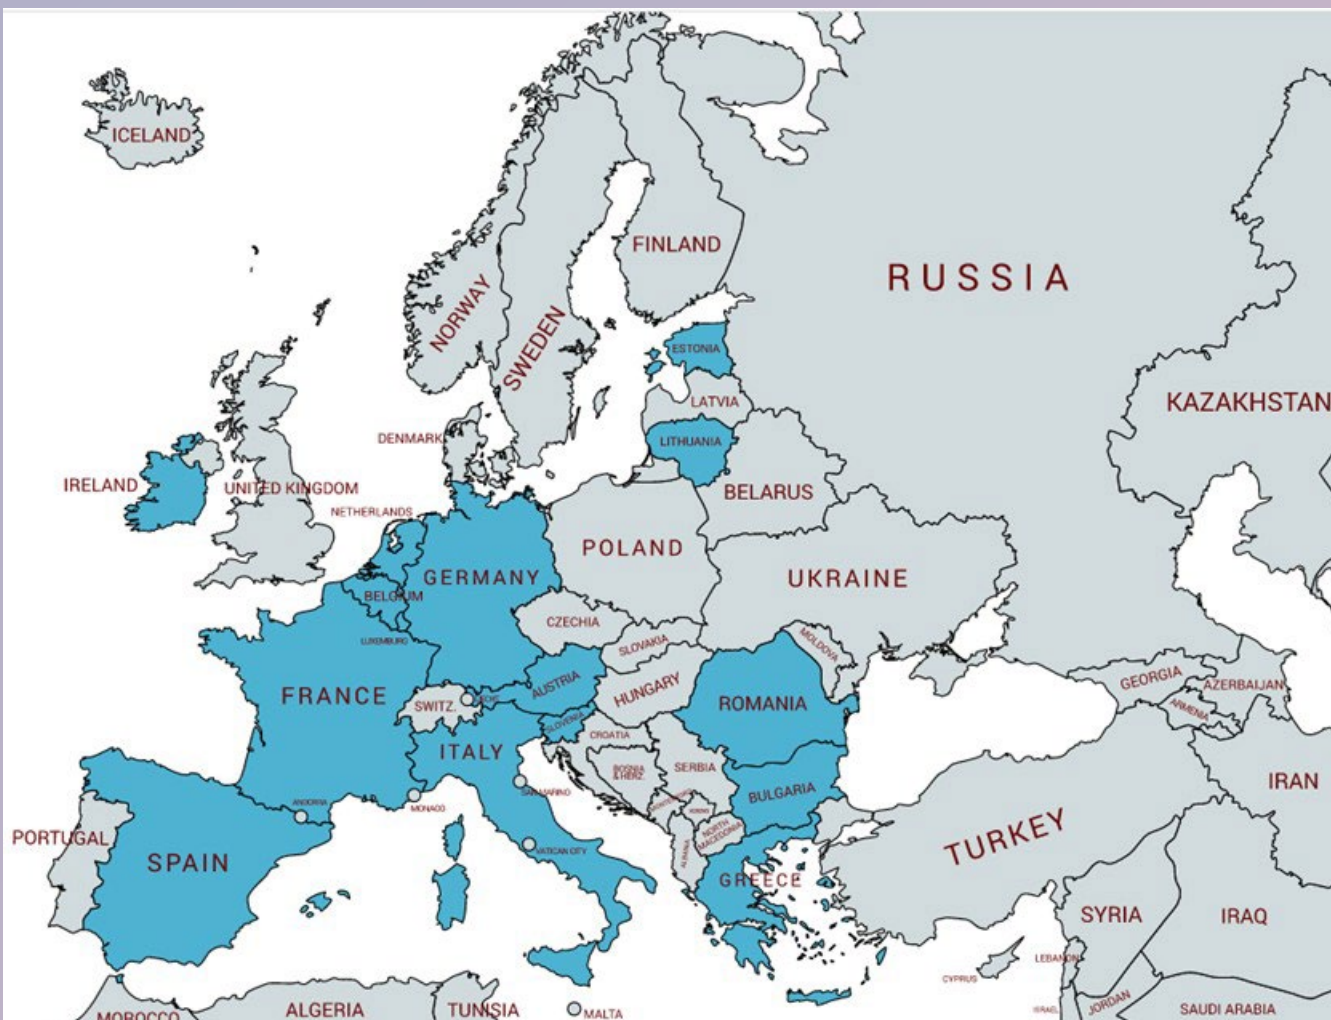 ICELAND
FINLAND
RUSSIA
NORWAY
SWEDEN
ESTONIA
LATVIA
KAZAKHSTAN
DENMARK
LITHUANIA
IRELAND
UNITED KINGDOM
BELARUS
NETHERLANDS
POLAND
GERMANY
UKRAINE
BELGIUM
CZECHIA
LUXEMBURG
SLOVAKIA
MOLDOVA
AUSTRIA
HUNGARY
GEORGIA
AZERBAIJAN
FRANCE
SWITZ.
ROMANIA
ARMENIA
SLOVENIA
CROATIA
ITALY
BOSNIA
& HERZ.
SERBIA
IRAN
SAN MARINO
BULGARIA
ANDORRA
MONACO
MONTENEGRO
NORTH
MACEDONIA
PORTUGAL
TURKEY
SPAIN
VATICAN CITY
ALBANIA
GREECE
SYRIA
IRAQ
LEBANON
CYPRUS
MOROCCO
ALGERIA
TUNISIA
MALTA
ISRAEL
JORDAN
SAUDI ARABIA